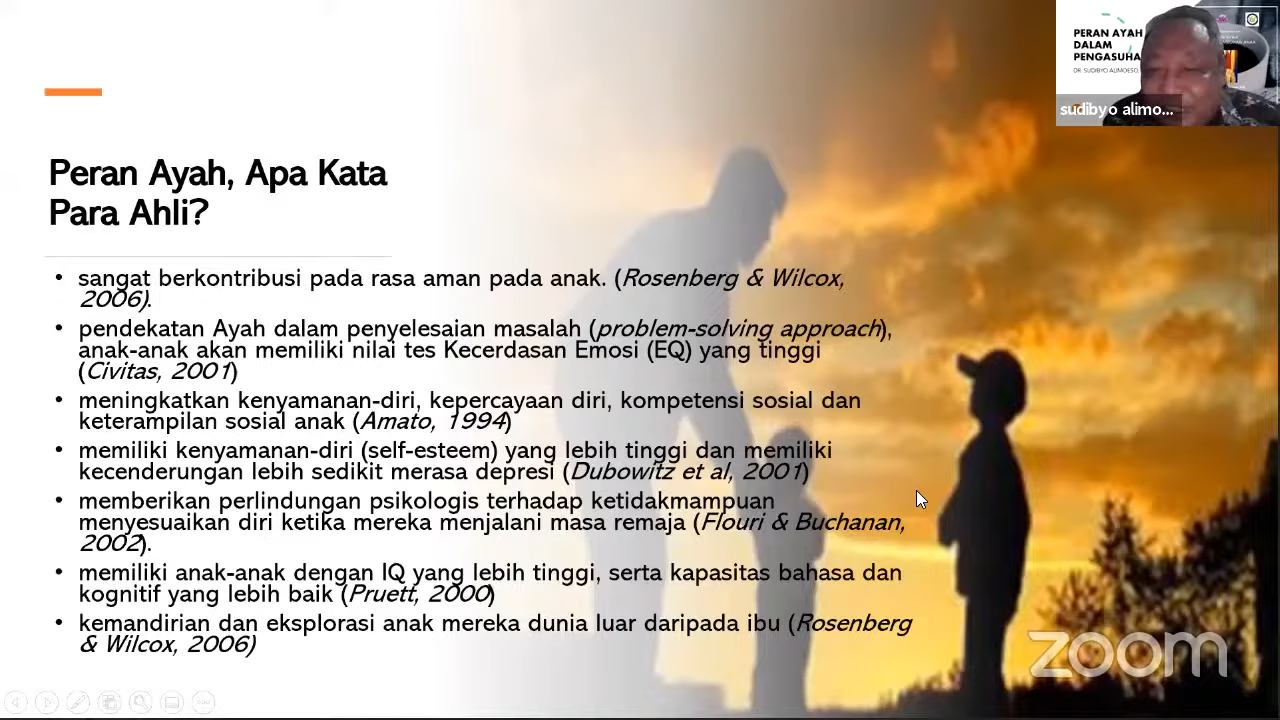 Peran Ayah, Apa Kata
Para Ahli?
• sangat berkontribusi pada rasa aman pada anak. (Rosenberg & Wilcox,
2006).
• pendekatan Ayah dalam penyelesaian masalah (problem-solving approach),
anak-anak akan memiliki nilai tes Kecerdasan Emosi (EQ) yang tinggi
(Civitas, 2001)
• meningkatkan kenyamanan-diri, kepercayaan diri, kompetensi sosial dan
keterampilan sosial anak (Amato, 1994)
• memiliki kenyamanan-diri (self-esteem) yang lebih tinggi dan memiliki
kecenderungan lebih sedikit merasa depresi (Dubowitz et al, 2001)
• memberikan perlindungan psikologis terhadap ketidakmampuan
menyesuaikan diri ketika mereka menjalani masa remaja (Flouri & Buchanan,
2002).
• memiliki anak-anak dengan IQ yang lebih tinggi, serta kapasitas bahasa dan
kognitif yang lebih baik (Pruett, 2000)
• kemandirian dan eksplorasi anak mereka dunia luar daripada ibu (Rosenberg
& Wilcox, 2006)
PERAN AYAH
DALAM
PENGASUHA
DR. SUDIBYO ALIMOESO,
sudibyo alimo...
zoom